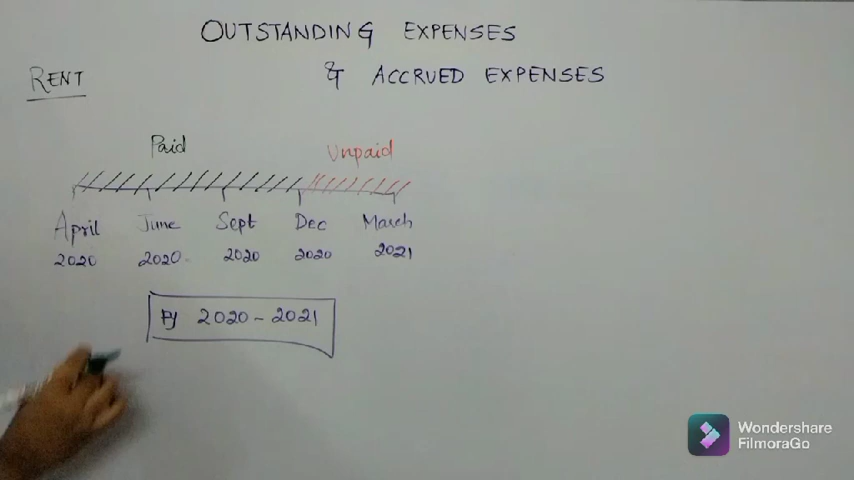 OUTSTANDING EXPENSES
& ACCRUED EXPENSES
RENT
Paid
Unpaid
April June Sept Dec March
2020 2020 2020 2020 2021
2020-2021
Wondershare
FilmoraGo